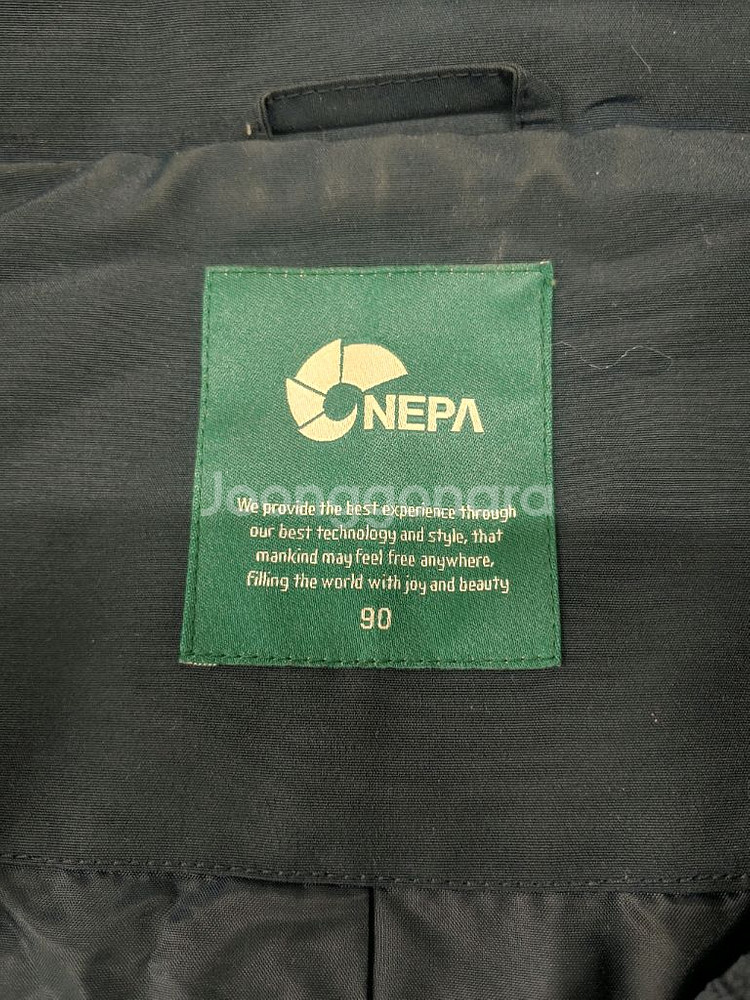 NEPA
Joonggonara
We provide the best experience through
our best technology and style, that
mankind may feel free anywhere,
filling the world with joy and beauty
90